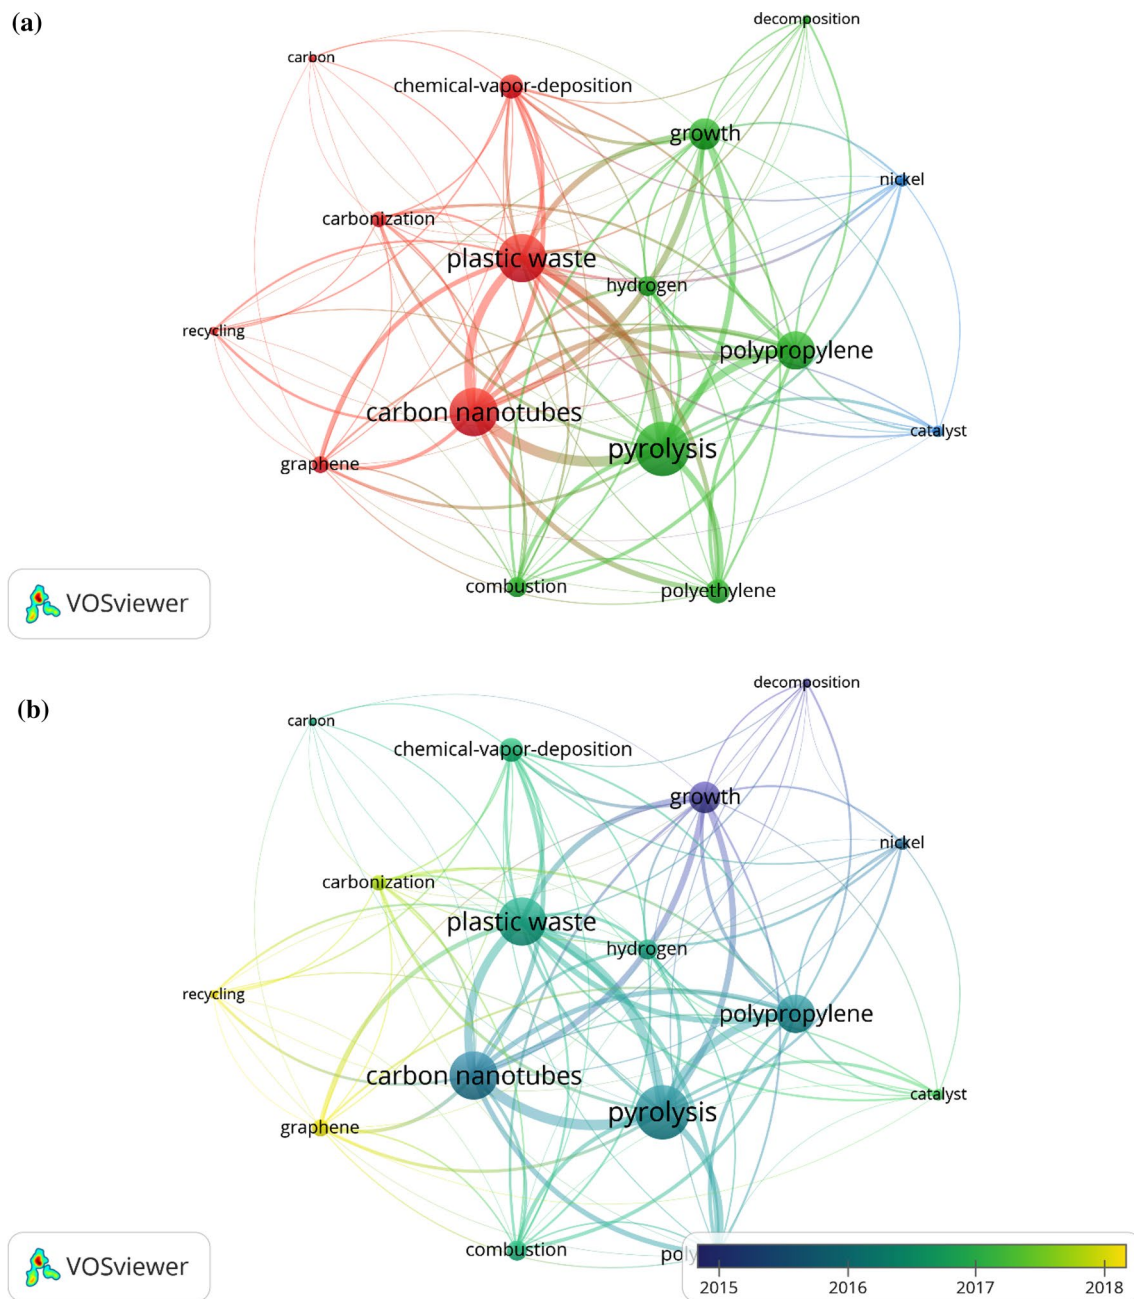 (a)
decomposition
carbon
chemical-vapor-deposition
growth
nickel
carbonization
plastic waste
hydrogen
recycling
polypropylene
carbon nanotubes
catalyst
pyrolysis
graphene
combustion
polyethylene
VOSviewer
(b)
decomposition
carbon
chemical-vapor-deposition
growth
nickel
carbonization
plastic waste
hydrogen
recycling
polypropylene
carbon nanotubes
catalyst
pyrolysis
graphene
combustion
poly
VOSviewer
2015 2016 2017 2018